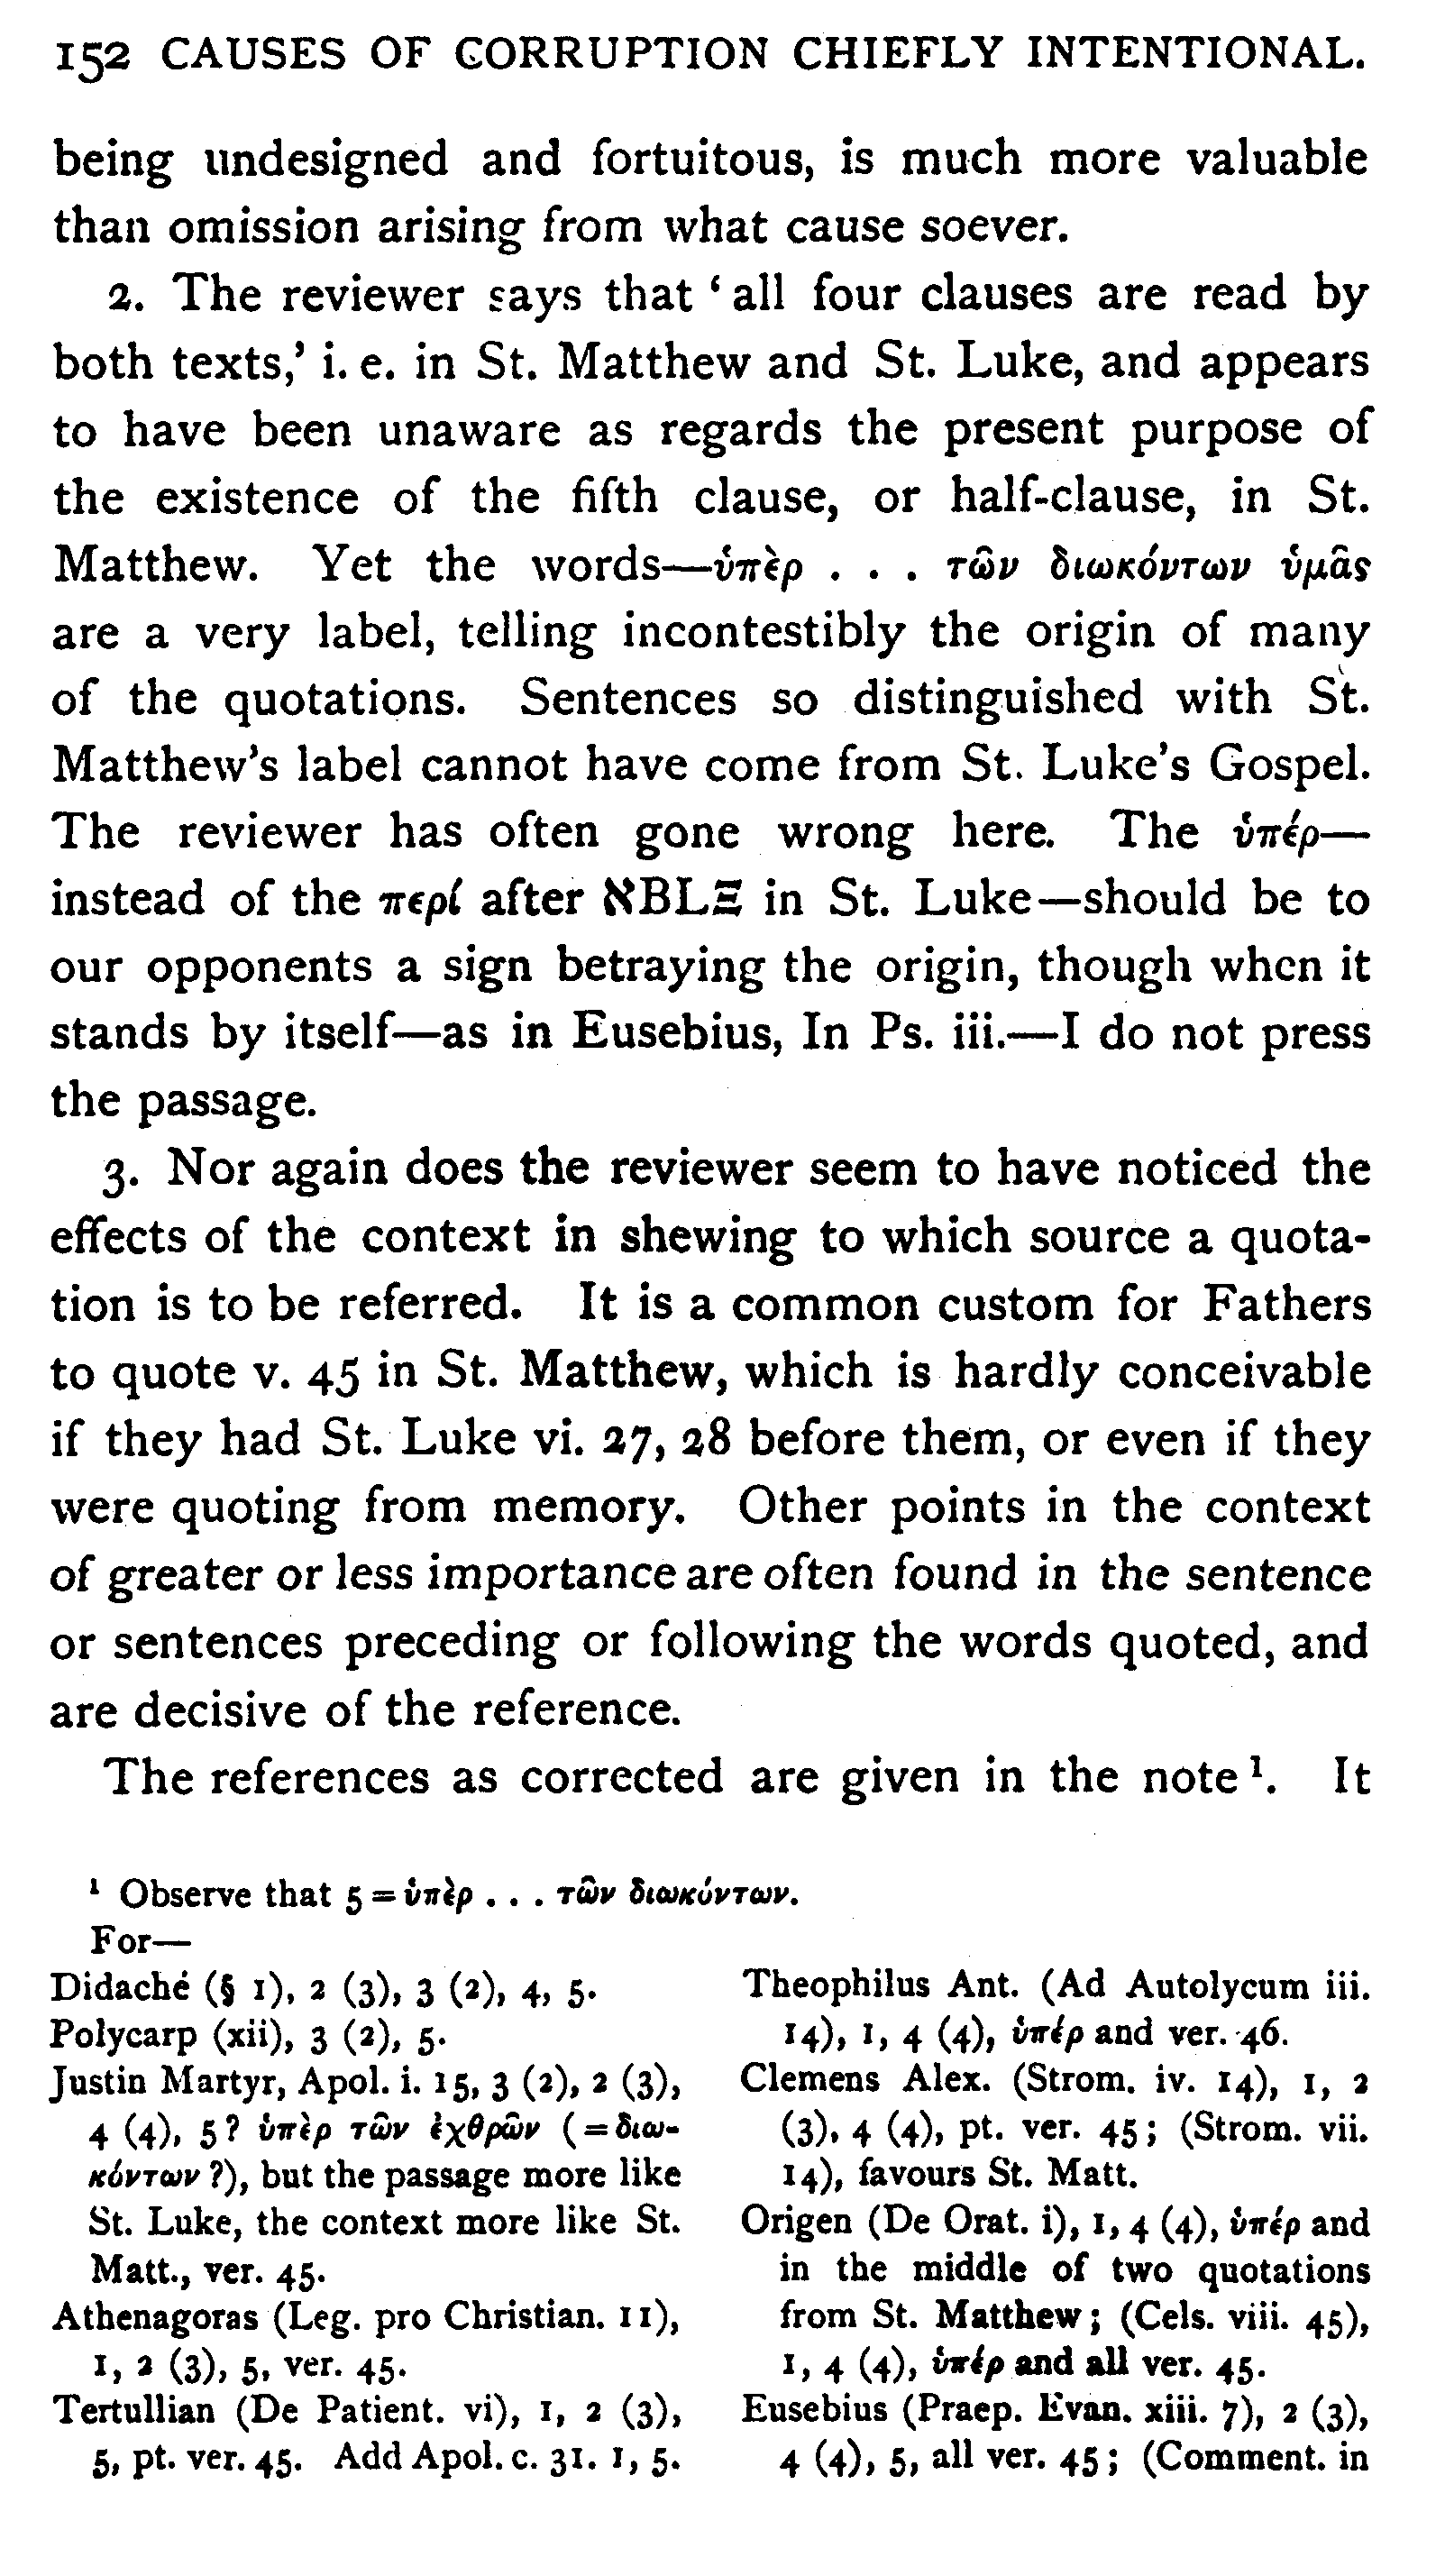 152 CAUSES OF CORRUPTION CHIEFLY INTENTIONAL.
being undesigned and fortuitous, is much more valuable
than omission arising from what cause soever.
2. The reviewer says that ‘all four clauses are read by
both texts,’ i. e. in St. Matthew and St. Luke, and appears
to have been unaware as regards the present purpose of
the existence of the fifth clause, or half-clause, in St.
Matthew. Yet the words—ὑπὲρ . . . τῶν διωκόντων ὑμᾶς
are a very label, telling incontestibly the origin of many
of the quotations. Sentences so distinguished with St.
Matthew’s label cannot have come from St. Luke’s Gospel.
The reviewer has often gone wrong here. The ὑπέρ—
instead of the περί after ℵBLΞ in St. Luke—should be to
our opponents a sign betraying the origin, though when it
stands by itself—as in Eusebius, In Ps. iii.—I do not press
the passage.
3. Nor again does the reviewer seem to have noticed the
effects of the context in shewing to which source a quota-
tion is to be referred. It is a common custom for Fathers
to quote v. 45 in St. Matthew, which is hardly conceivable
if they had St. Luke vi. 27, 28 before them, or even if they
were quoting from memory. Other points in the context
of greater or less importance are often found in the sentence
or sentences preceding or following the words quoted, and
are decisive of the reference.
The references as corrected are given in the note ¹. It
¹ Observe that 5 = ὑπὲρ . . . τῶν διωκόντων.
For—
Didaché (§ 1), 2 (3), 3 (2), 4, 5.
Polycarp (xii), 3 (2), 5.
Justin Martyr, Apol. i. 15, 3 (2), 2 (3),
4 (4), 5? ὑπὲρ τῶν ἐχθρῶν (=διω-
κόντων ?), but the passage more like
St. Luke, the context more like St.
Matt., ver. 45.
Athenagoras (Leg. pro Christian. 11),
1, 2 (3), 5, ver. 45.
Tertullian (De Patient. vi), 1, 2 (3),
5, pt. ver. 45. Add Apol. c. 31. 1, 5.
Theophilus Ant. (Ad Autolycum iii.
14), 1, 4 (4), ὑπέρ and ver. 46.
Clemens Alex. (Strom. iv. 14), 1, 2
(3), 4 (4), pt. ver. 45; (Strom. vii.
14), favours St. Matt.
Origen (De Orat. i), 1, 4 (4), ὑπέρ and
in the middle of two quotations
from St. Matthew; (Cels. viii. 45),
1, 4 (4), ὑπέρ and all ver. 45.
Eusebius (Praep. Evan. xiii. 7), 2 (3),
4 (4), 5, all ver. 45; (Comment. in